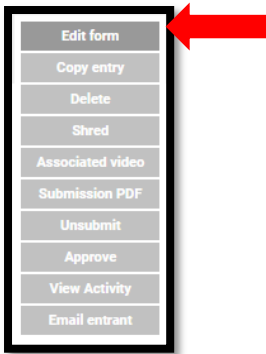 Edit form
Copy entry
Delete
Shred
Associated video
Submission PDF
Unsubmit
Approve
View Activity
Email entrant